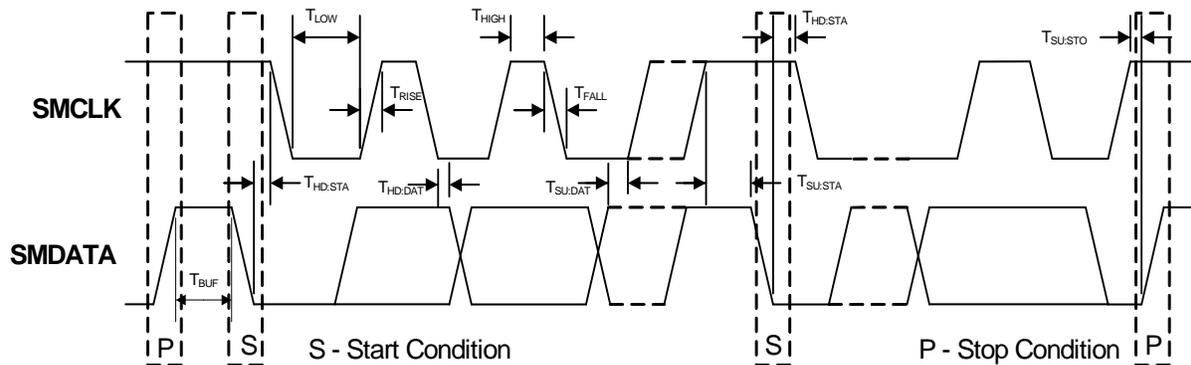 TLOW
THIGH
THD:STA
TSU:STO
SMCLK
TRISE
TFALL
THD:STA
THD:DAT
TSU:DAT
TSU:STA
SMDATA
TBUF
P
S
S - Start Condition
S
P - Stop Condition
P